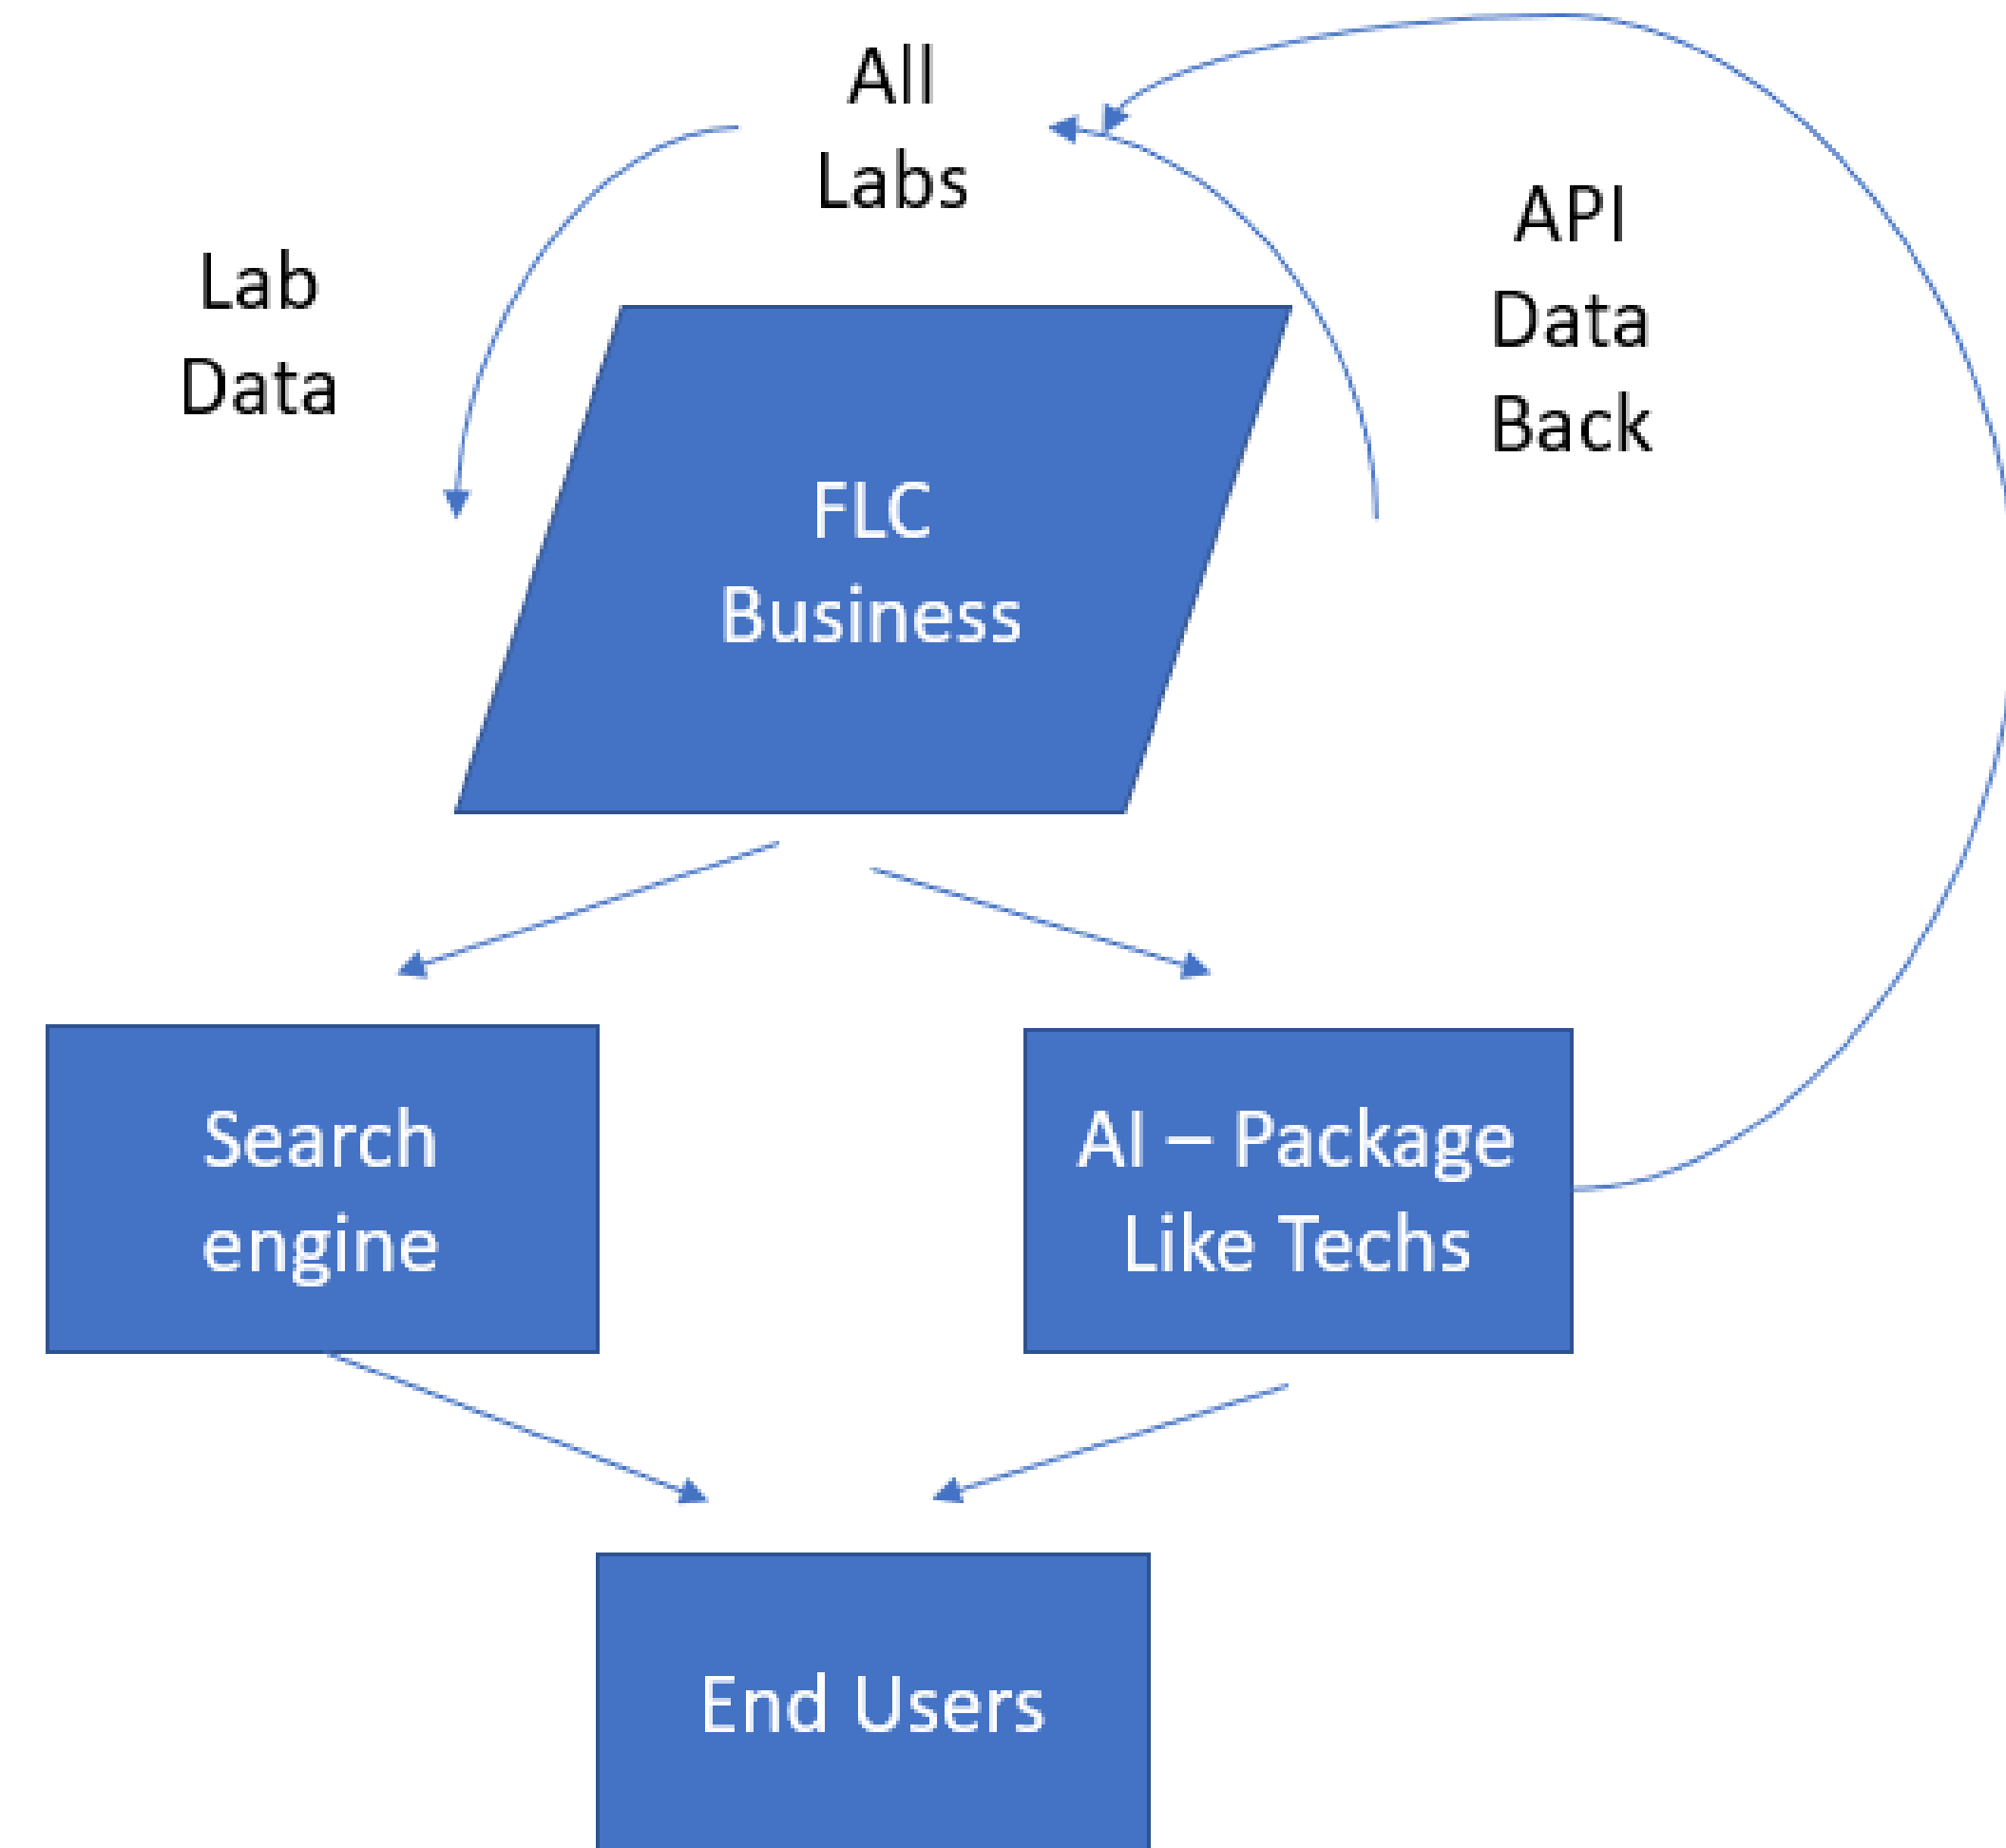 All
Labs
Lab
Data
API
Data
Back
FLC
Business
Search
engine
AI – Package
Like Techs
End Users